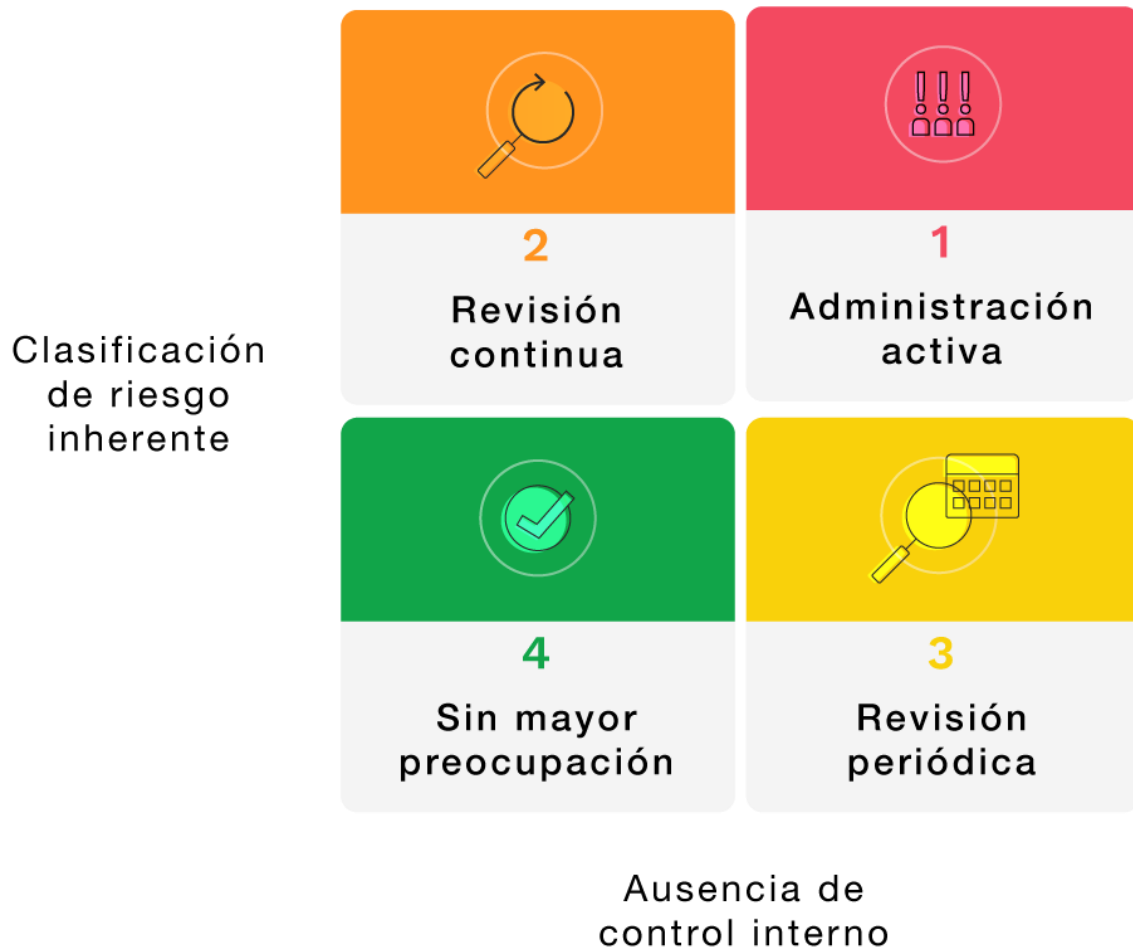 2
Revisión
continua
1
Administración
activa
Clasificación
de riesgo
inherente
4
Sin mayor
preocupación
3
Revisión
periódica
Ausencia de
control interno